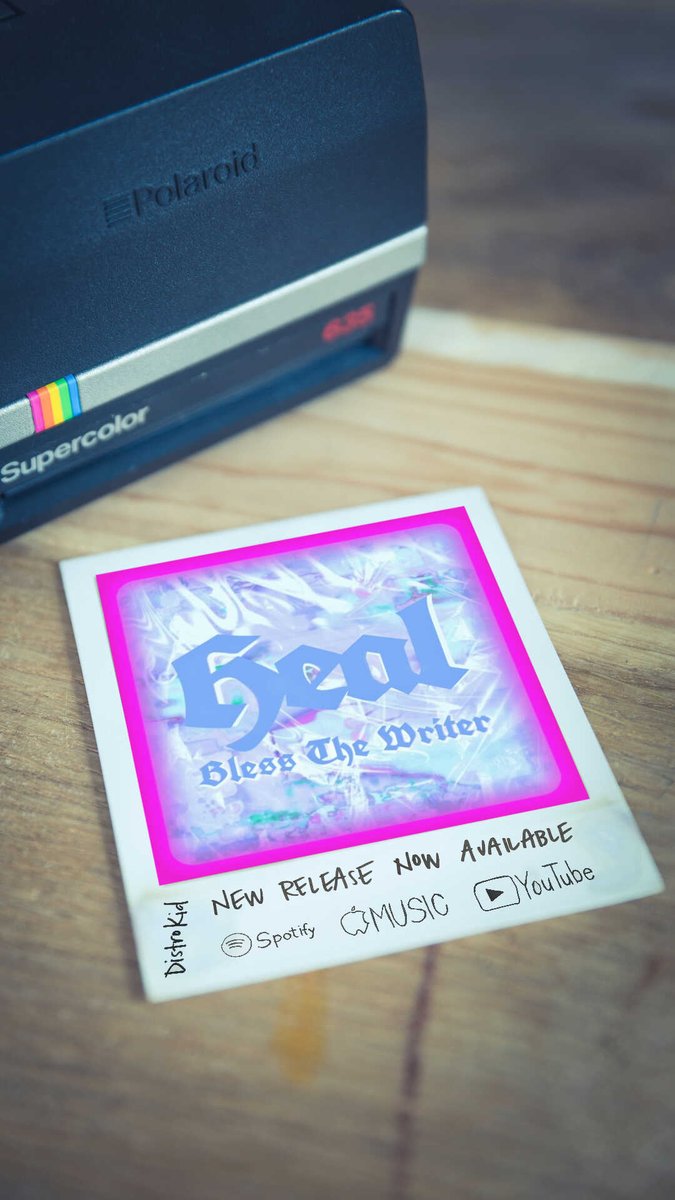 Polaroid
635
Supercolor
Heal
Bless The Writer
NEW RELEASE NOW AVAILABLE
DistroKid
Spotify
MUSIC
YouTube